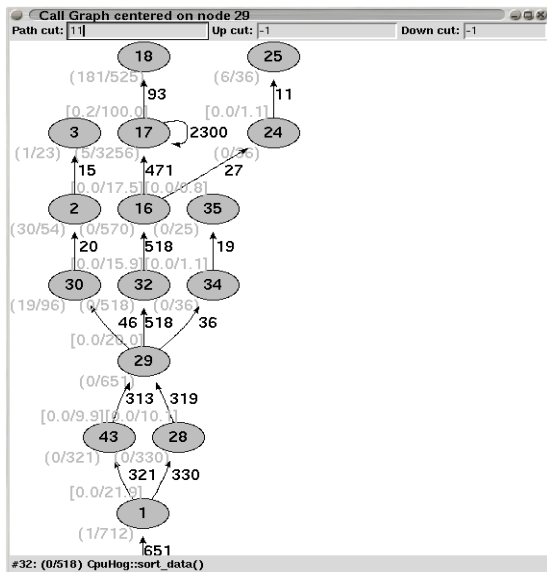 Call Graph centered on node 29
Path cut: 11 Up cut: -1 Down cut: -1
18 25
(181/525) (6/36)
93 11
[0.2/100.0] [0.0/1.1]
3 17 2300 24
(1/23) (5/3256) (0/36)
15 471 27
[0.0/17.5] [0.0/0.8]
2 16 35
(30/54) (0/570) (0/25)
20 518 19
[0.0/15.9] [0.0/1.1]
30 32 34
(19/96) (0/518) (0/36)
46 518 36
[0.0/20.0]
29
(0/651)
313 319
[0.0/9.9] [0.0/10.1]
43 28
(0/321) (0/330)
321 330
[0.0/21.9]
1
(1/712)
651
#32: (0/518) CpuHog::sort_data()